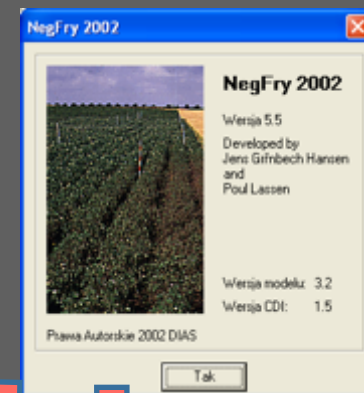 NegFry 2002
NegFry 2002
Wersja 5.5
Developed by
Jens Grfnbech Hansen
and
Poul Lassen
Wersja modelu: 3.2
Wersja CDI: 1.5
Prawa Autorskie 2002 DIAS
Tak